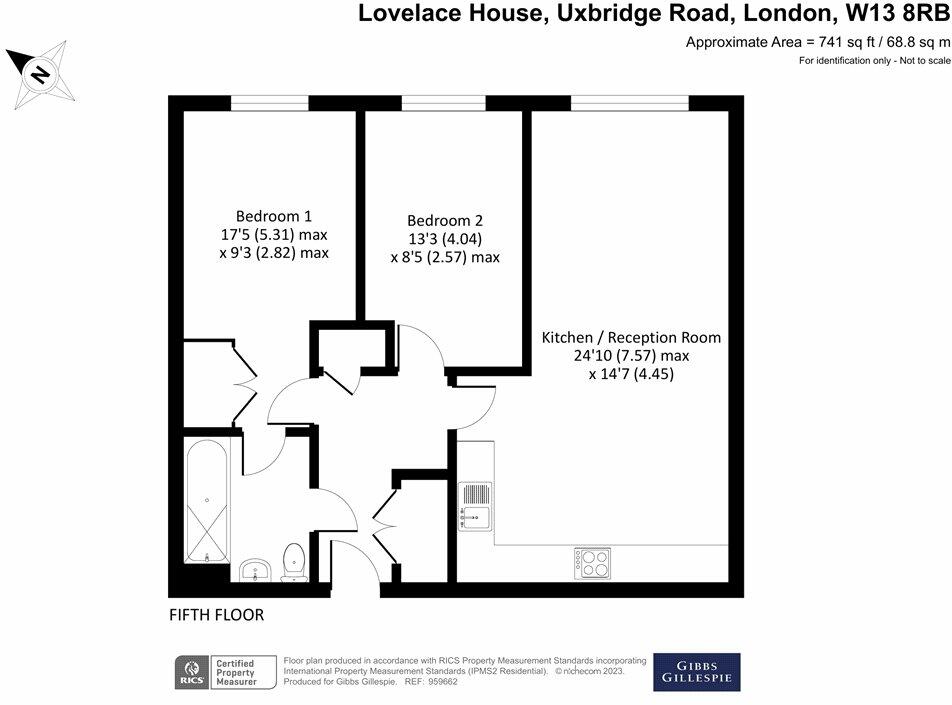 Lovelace House, Uxbridge Road, London, W13 8RB
Approximate Area = 741 sq ft / 68.8 sq m
For identification only - Not to scale
N
Bedroom 1
17'5 (5.31) max
x 9'3 (2.82) max
Bedroom 2
13'3 (4.04)
x 8'5 (2.57) max
Kitchen / Reception Room
24'10 (7.57) max
x 14'7 (4.45)
FIFTH FLOOR
RICS
Certified
Property
Measurer
Floor plan produced in accordance with RICS Property Measurement Standards incorporating
International Property Measurement Standards (IPMS2 Residential). © nichecom 2023.
Produced for Gibbs Gillespie. REF: 959662
GIBBS
GILLESPIE